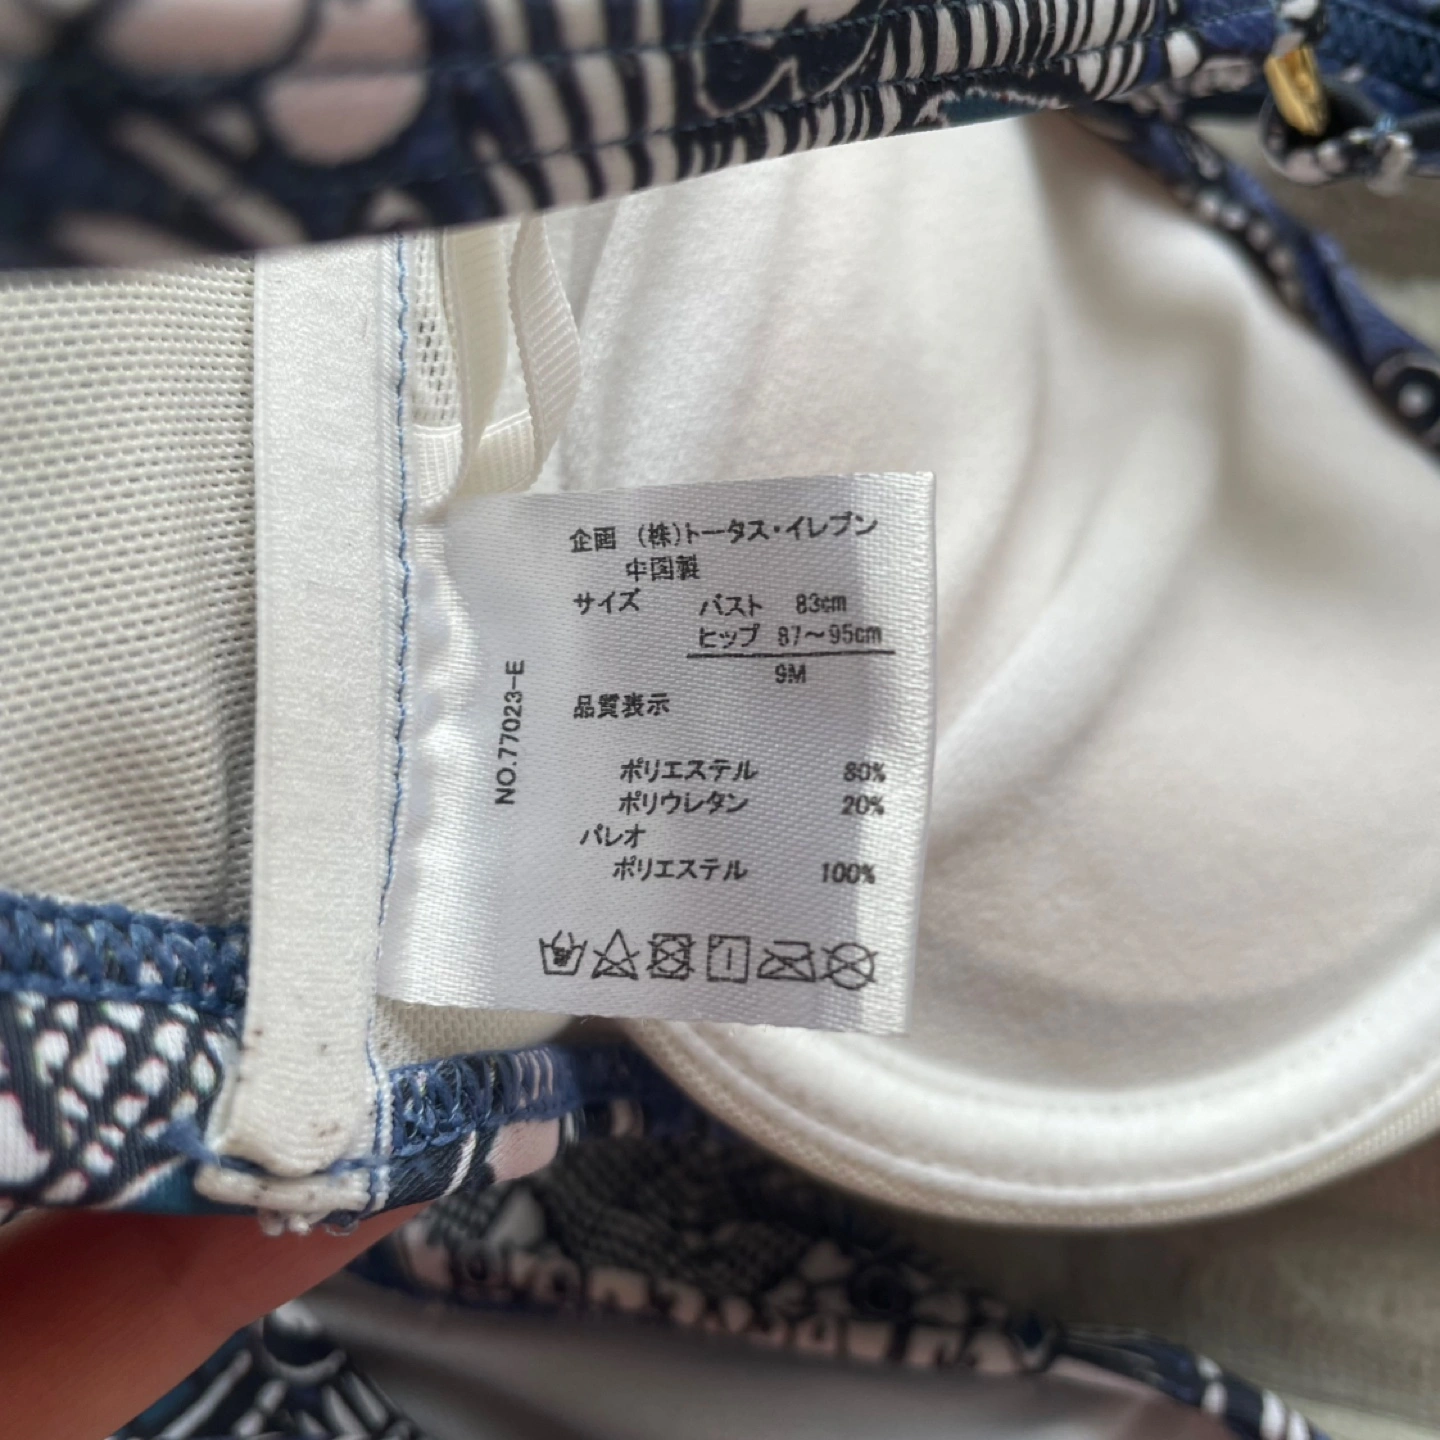 企画 (株)トータス・イレブン
中国製
サイズ バスト 83cm
ヒップ 87～95cm
9M
品質表示
ポリエステル 80%
ポリウレタン 20%
パレオ
ポリエステル 100%
NO.77023-E